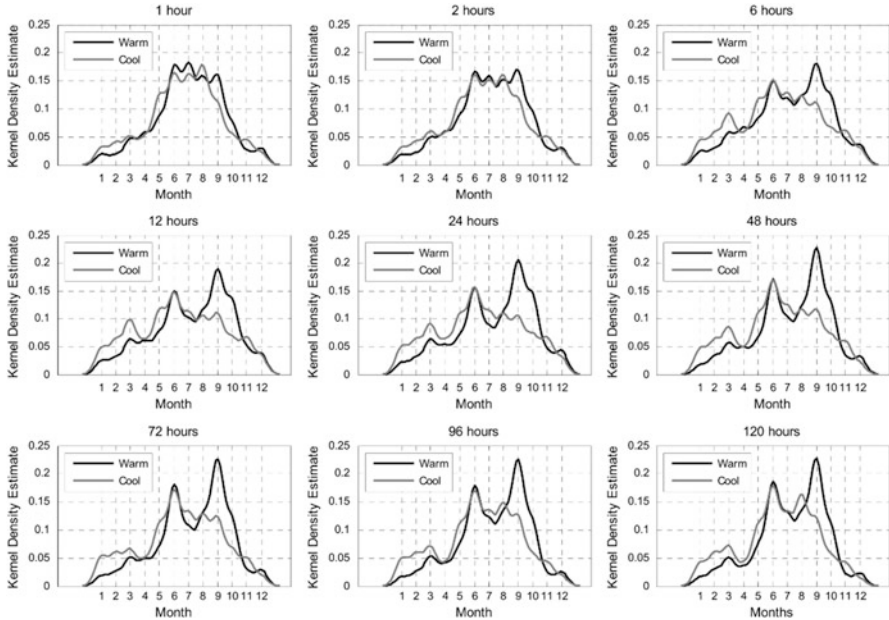 1 hour
Kernel Density Estimate
0.25
0.2
0.15
0.1
0.05
0
Warm
Cool
1 2 3 4 5 6 7 8 9 10 11 12
Month
2 hours
Kernel Density Estimate
0.25
0.2
0.15
0.1
0.05
0
Warm
Cool
1 2 3 4 5 6 7 8 9 10 11 12
Month
6 hours
Kernel Density Estimate
0.25
0.2
0.15
0.1
0.05
0
Warm
Cool
1 2 3 4 5 6 7 8 9 10 11 12
Month
12 hours
Kernel Density Estimate
0.25
0.2
0.15
0.1
0.05
0
Warm
Cool
1 2 3 4 5 6 7 8 9 10 11 12
Month
24 hours
Kernel Density Estimate
0.25
0.2
0.15
0.1
0.05
0
Warm
Cool
1 2 3 4 5 6 7 8 9 10 11 12
Month
48 hours
Kernel Density Estimate
0.25
0.2
0.15
0.1
0.05
0
Warm
Cool
1 2 3 4 5 6 7 8 9 10 11 12
Month
72 hours
Kernel Density Estimate
0.25
0.2
0.15
0.1
0.05
0
Warm
Cool
1 2 3 4 5 6 7 8 9 10 11 12
Month
96 hours
Kernel Density Estimate
0.25
0.2
0.15
0.1
0.05
0
Warm
Cool
1 2 3 4 5 6 7 8 9 10 11 12
Month
120 hours
Kernel Density Estimate
0.25
0.2
0.15
0.1
0.05
0
Warm
Cool
1 2 3 4 5 6 7 8 9 10 11 12
Months